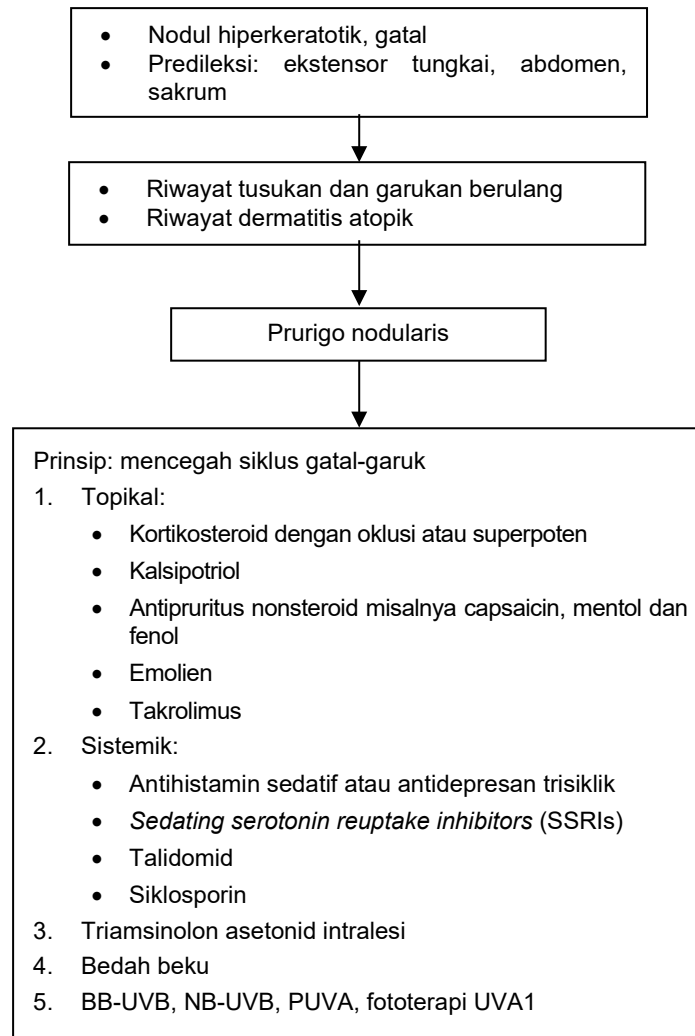 • Nodul hiperkeratotik, gatal
• Predileksi: ekstensor tungkai, abdomen,
sakrum
• Riwayat tusukan dan garukan berulang
• Riwayat dermatitis atopik
Prurigo nodularis
Prinsip: mencegah siklus gatal-garuk
1. Topikal:
• Kortikosteroid dengan oklusi atau superpoten
• Kalsipotriol
• Antipruritus nonsteroid misalnya capsaicin, mentol dan
fenol
• Emolien
• Takrolimus
2. Sistemik:
• Antihistamin sedatif atau antidepresan trisiklik
• Sedating serotonin reuptake inhibitors (SSRIs)
• Talidomid
• Siklosporin
3. Triamsinolon asetonid intralesi
4. Bedah beku
5. BB-UVB, NB-UVB, PUVA, fototerapi UVA1